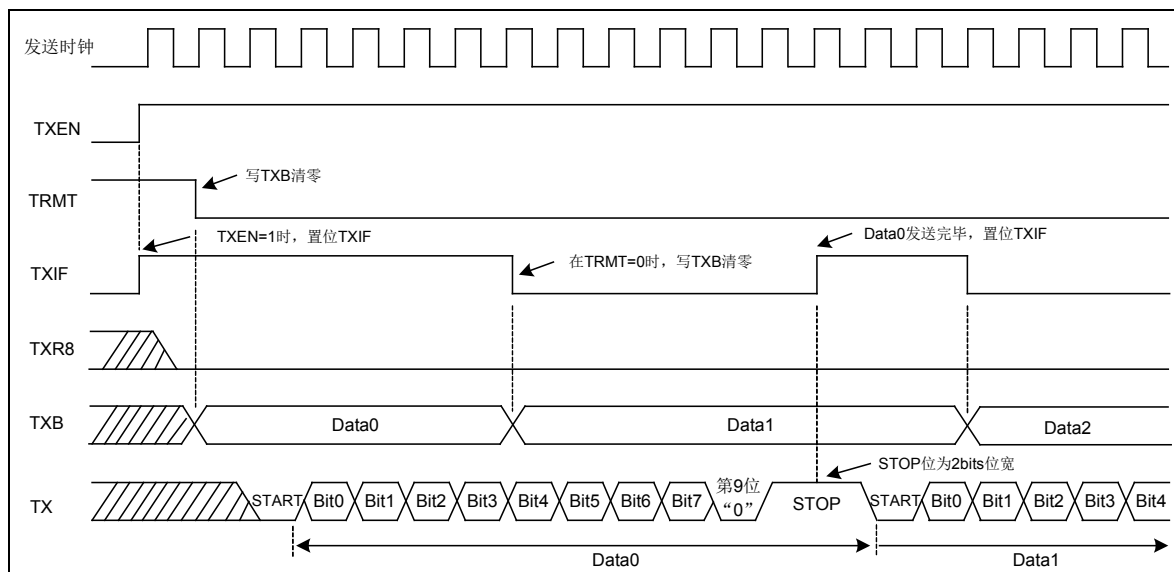 发送时钟
TXEN
写TXB清零
TRMT
TXEN=1时，置位TXIF
Data0发送完毕，置位TXIF
TXIF
在TRMT=0时，写TXB清零
TXR8
TXB
Data0
Data1
Data2
STOP位为2bits位宽
TX
START
Bit0
Bit1
Bit2
Bit3
Bit4
Bit5
Bit6
Bit7
第9位
“0”
STOP
START
Bit0
Bit1
Bit2
Bit3
Bit4
Data0
Data1